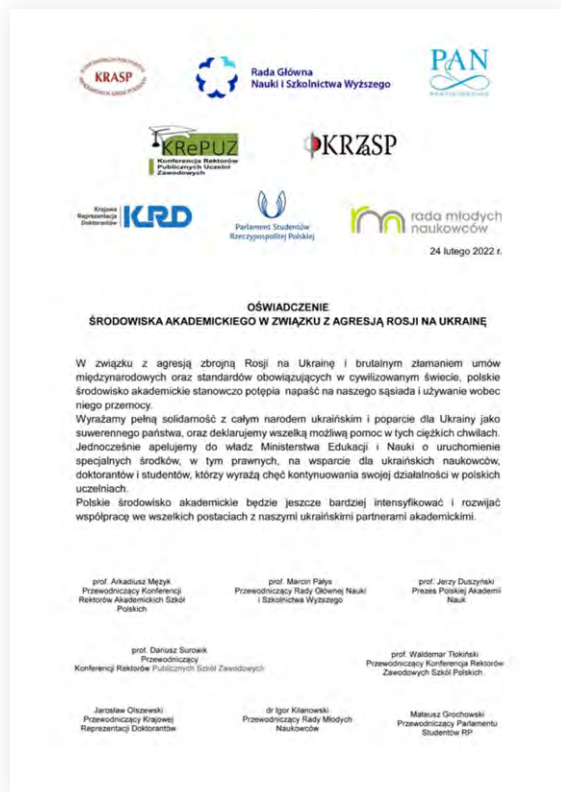 KRASP
Rada Główna
Nauki i Szkolnictwa Wyższego
PAN
KRePUZ
Konferencja Rektorów
Publicznych Uczelni
Zawodowych
KRZaSP
Krajowa
Reprezentacja
Doktorantów
KRD
Parlament Studentów
Rzeczypospolitej Polskiej
rm rada młodych
naukowców
24 lutego 2022 r.
OŚWIADCZENIE
ŚRODOWISKA AKADEMICKIEGO W ZWIĄZKU Z AGRESJĄ ROSJI NA UKRAINĘ
W związku z agresją zbrojną Rosji na Ukrainę i brutalnym złamaniem umów
międzynarodowych oraz standardów obowiązujących w cywilizowanym świecie, polskie
środowisko akademickie stanowczo potępia napaść na naszego sąsiada i używanie wobec
niego przemocy.
Wyrażamy pełną solidarność z całym narodem ukraińskim i poparcie dla Ukrainy jako
suwerennego państwa, oraz deklarujemy wszelką możliwą pomoc w tych ciężkich chwilach.
Jednocześnie apelujemy do władz Ministerstwa Edukacji i Nauki o uruchomienie
specjalnych środków, w tym prawnych, na wsparcie dla ukraińskich naukowców,
doktorantów i studentów, którzy wyrażą chęć kontynuowania swojej działalności w polskich
uczelniach.
Polskie środowisko akademickie będzie jeszcze bardziej intensyfikować i rozwijać
współpracę we wszelkich postaciach z naszymi ukraińskimi partnerami akademickimi.
prof. Arkadiusz Mężyk
Przewodniczący Konferencji
Rektorów Akademickich Szkół
Polskich
prof. Marcin Pałys
Przewodniczący Rady Głównej Nauki
i Szkolnictwa Wyższego
prof. Jerzy Duszyński
Prezes Polskiej Akademii
Nauk
prof. Dariusz Surowik
Przewodniczący
Konferencji Rektorów Publicznych Szkół Zawodowych
prof. Waldemar Tłokiński
Przewodniczący Konferencja Rektorów
Zawodowych Szkół Polskich
Jarosław Olszewski
Przewodniczący Krajowej
Reprezentacji Doktorantów
dr Igor Kilanowski
Przewodniczący Rady Młodych
Naukowców
Mateusz Grochowski
Przewodniczący Parlamentu
Studentów RP